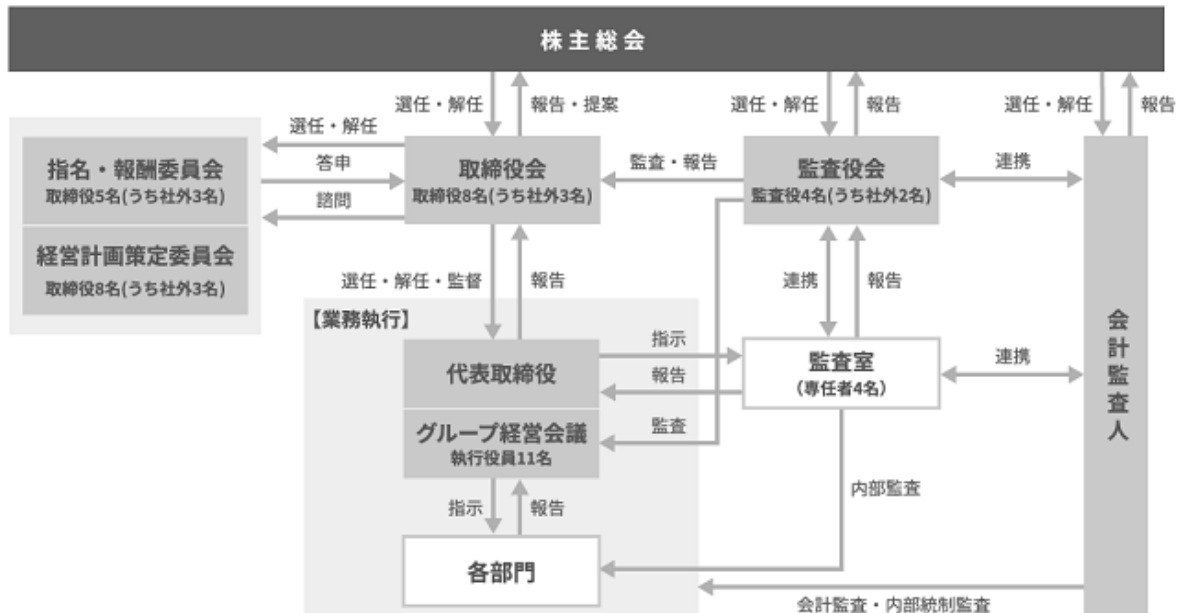 株主総会
選任・解任
報告・提案
選任・解任
報告
選任・解任
報告
選任・解任
答申
諮問
指名・報酬委員会
取締役5名(うち社外3名)
経営計画策定委員会
取締役8名(うち社外3名)
取締役会
取締役8名(うち社外3名)
監査・報告
監査役会
監査役4名(うち社外2名)
連携
選任・解任・監督
報告
連携
報告
【業務執行】
代表取締役
グループ経営会議
執行役員11名
指示
報告
監査
監査室
(専任者4名)
連携
会計監査人
指示
報告
内部監査
各部門
会計監査・内部統制監査